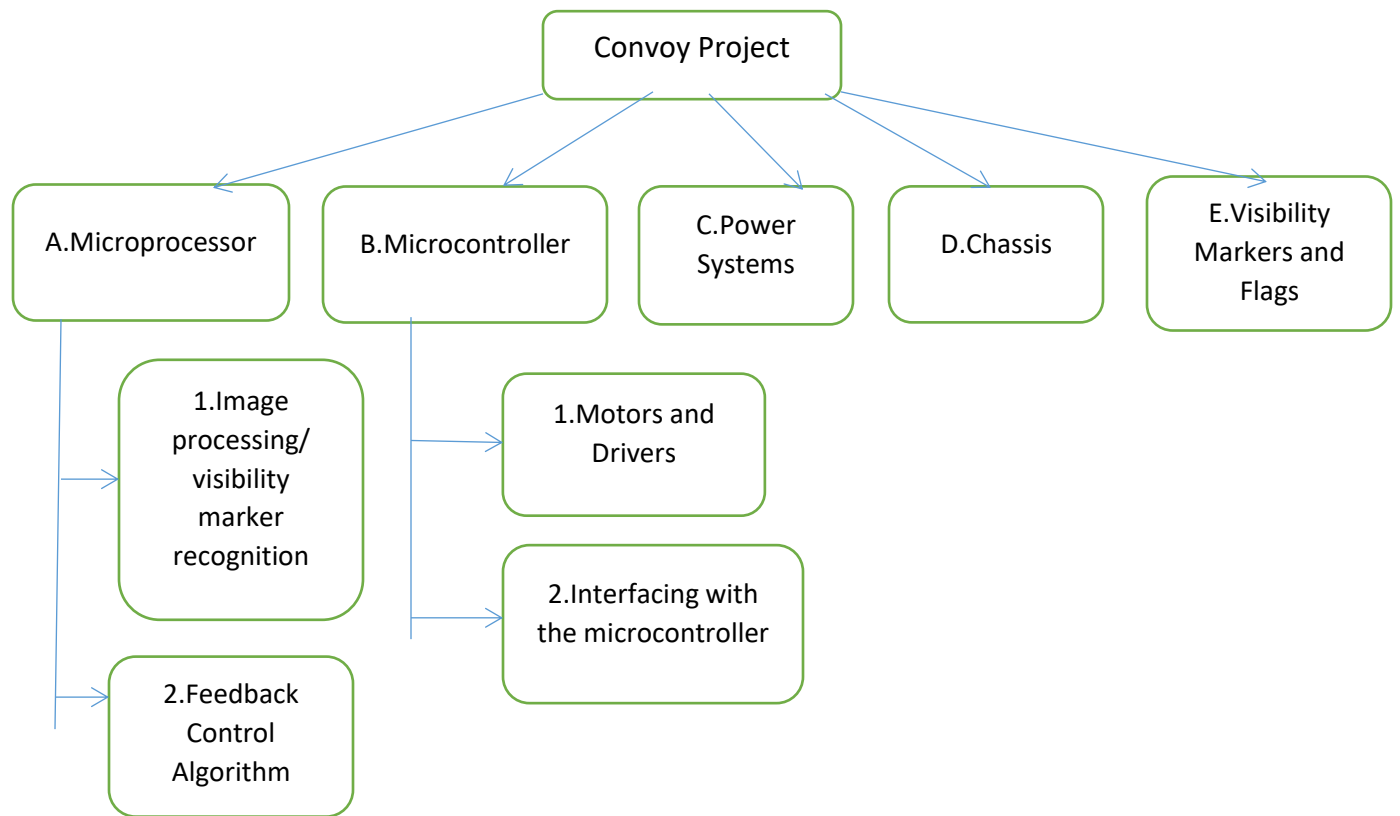 Convoy Project
A.Microprocessor
B.Microcontroller
C.Power
Systems
D.Chassis
E.Visibility
Markers and
Flags
1.Image
processing/
visibility
marker
recognition
2.Feedback
Control
Algorithm
1.Motors and
Drivers
2.Interfacing with
the microcontroller